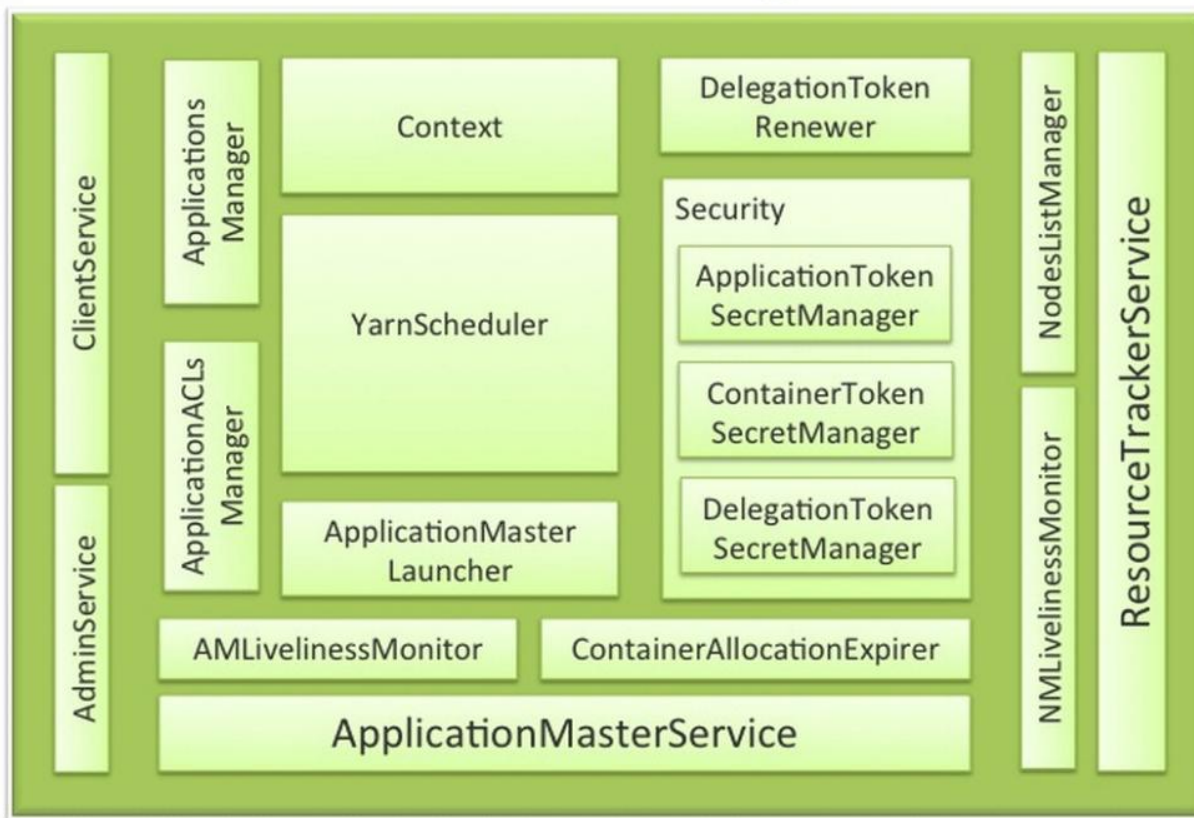 ClientService
AdminService
Applications
Manager
ApplicationACLs
Manager
Context
YarnScheduler
ApplicationMaster
Launcher
DelegationToken
Renewer
Security
ApplicationToken
SecretManager
ContainerToken
SecretManager
DelegationToken
SecretManager
AMLivelinessMonitor
ContainerAllocationExpirer
ApplicationMasterService
NodesListManager
NMLivelinessMonitor
ResourceTrackerService